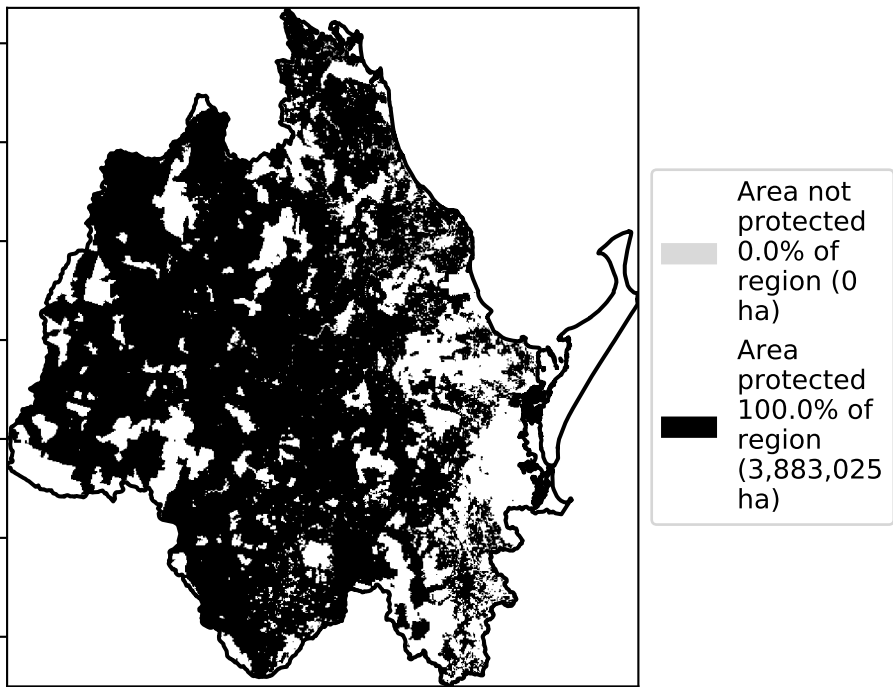 Area not
protected
0.0% of
region (0
ha)
Area
protected
100.0% of
region
(3,883,025
ha)